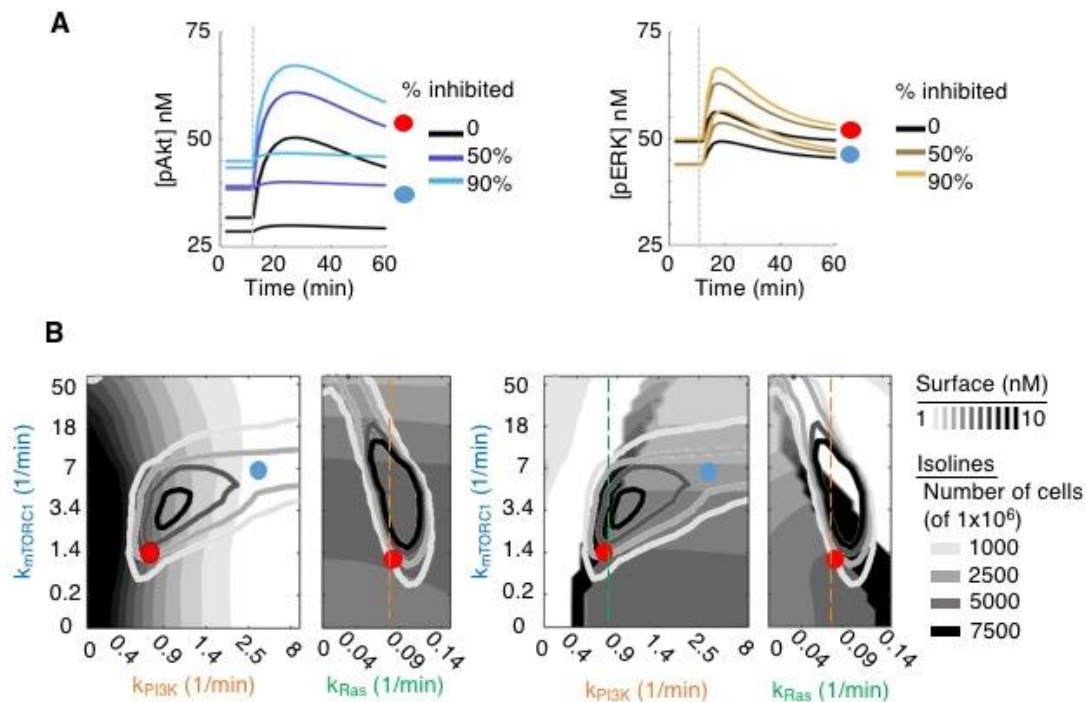 A
75
50
25
[pAkt] nM
0 20 40 60
Time (min)
% inhibited
0
50%
90%
75
50
25
[pERK] nM
0 20 40 60
Time (min)
% inhibited
0
50%
90%
B
kmTORC1 (1/min)
50
18
7
3.4
1.4
0.2
0
0 0.4 0.9 1.4 2.5 8
kPI3K (1/min)
0 0.04 0.09 0.14
kRas (1/min)
kmTORC1 (1/min)
50
18
7
3.4
1.4
0.2
0
0 0.4 0.9 1.4 2.5 8
kPI3K (1/min)
0 0.04 0.09 0.14
kRas (1/min)
Surface (nM)
1 10
Isolines
Number of cells
(of 1x10⁶)
1000
2500
5000
7500